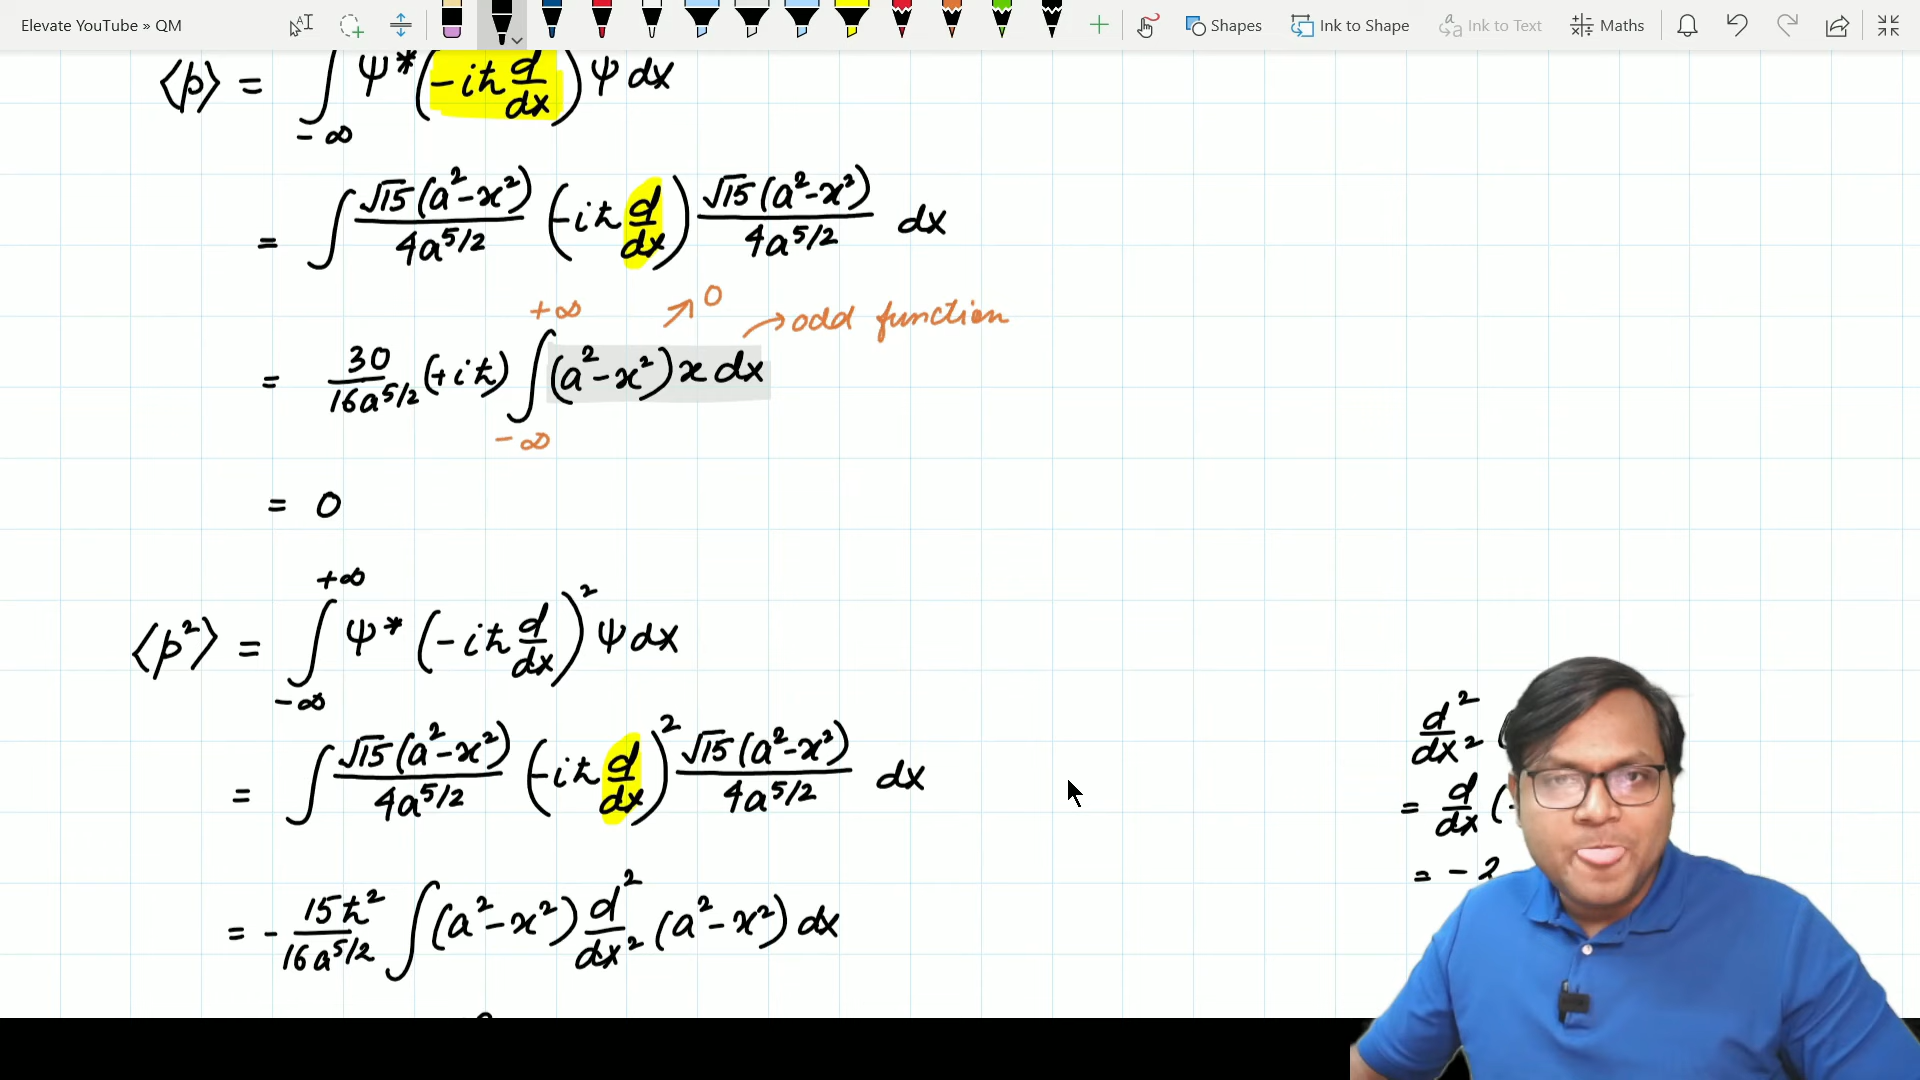 Elevate YouTube » QM
Shapes Ink to Shape Ink to Text Maths
⟨p⟩ = ∫ ψ* (-iħ d/dx) ψ dx
-∞
= ∫ √15(a²-x²)/4a^5/2 (-iħ d/dx) √15(a²-x²)/4a^5/2 dx
+∞ ↗ 0 → odd function
= 30/16a^5/2 (+iħ) ∫ (a²-x²) x dx
-∞
= 0
+∞
⟨p²⟩ = ∫ ψ* (-iħ d/dx)² ψ dx
-∞
= ∫ √15(a²-x²)/4a^5/2 (-iħ d/dx)² √15(a²-x²)/4a^5/2 dx
= - 15ħ²/16a^5/2 ∫ (a²-x²) d²/dx² (a²-x²) dx
d²/dx² (
= d/dx (-
= - 2